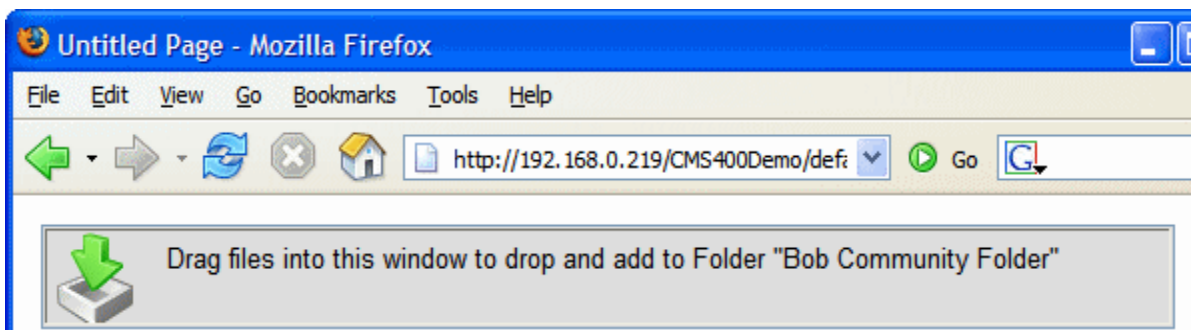 Untitled Page - Mozilla Firefox
File Edit View Go Bookmarks Tools Help
http://192.168.0.219/CMS400Demo/defa Go G
Drag files into this window to drop and add to Folder "Bob Community Folder"